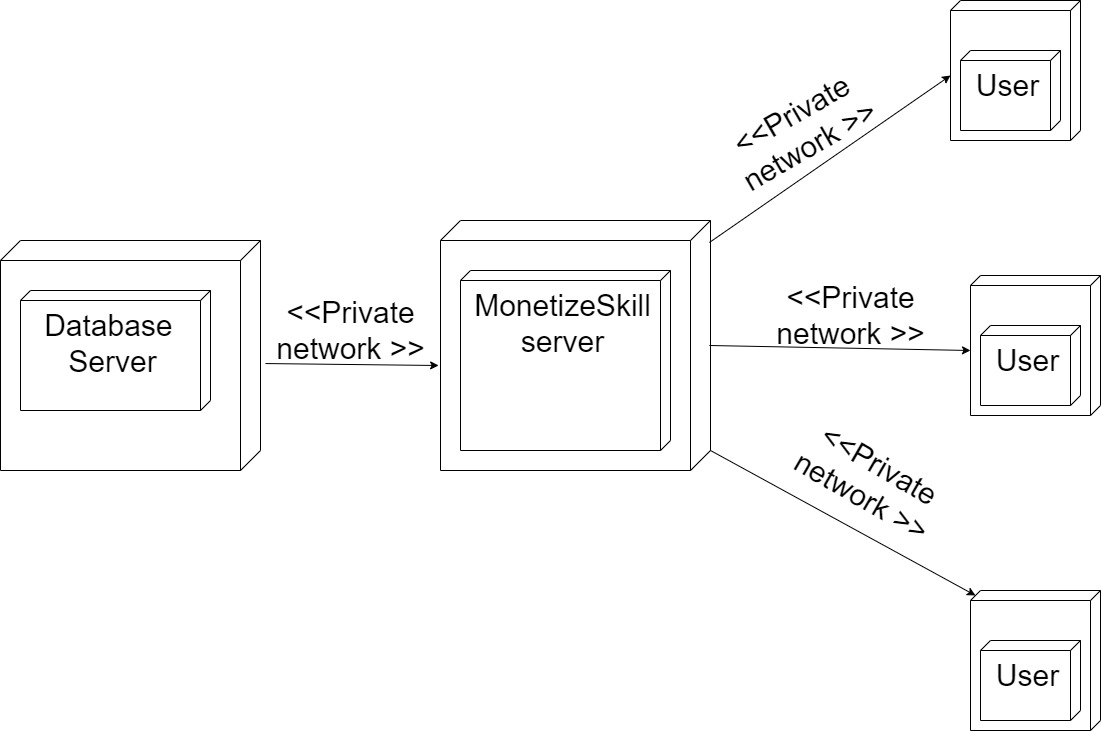 Database
Server
<<Private
network >>
MonetizeSkill
server
<<Private
network >>
User
<<Private
network >>
User
<<Private
network >>
User